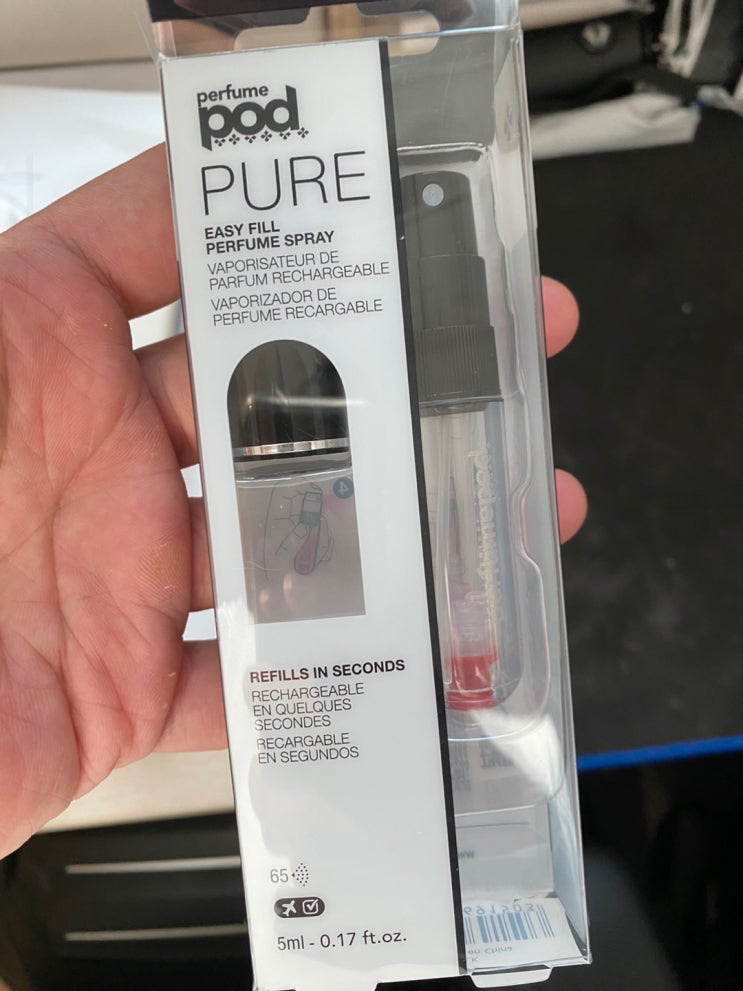 perfume
pod
PURE
EASY FILL
PERFUME SPRAY
VAPORISATEUR DE
PARFUM RECHARGEABLE
VAPORIZADOR DE
PERFUME RECARGABLE
4
REFILLS IN SECONDS
RECHARGEABLE
EN QUELQUES
SECONDES
RECARGABLE
EN SEGUNDOS
65
5ml - 0.17 ft.oz.